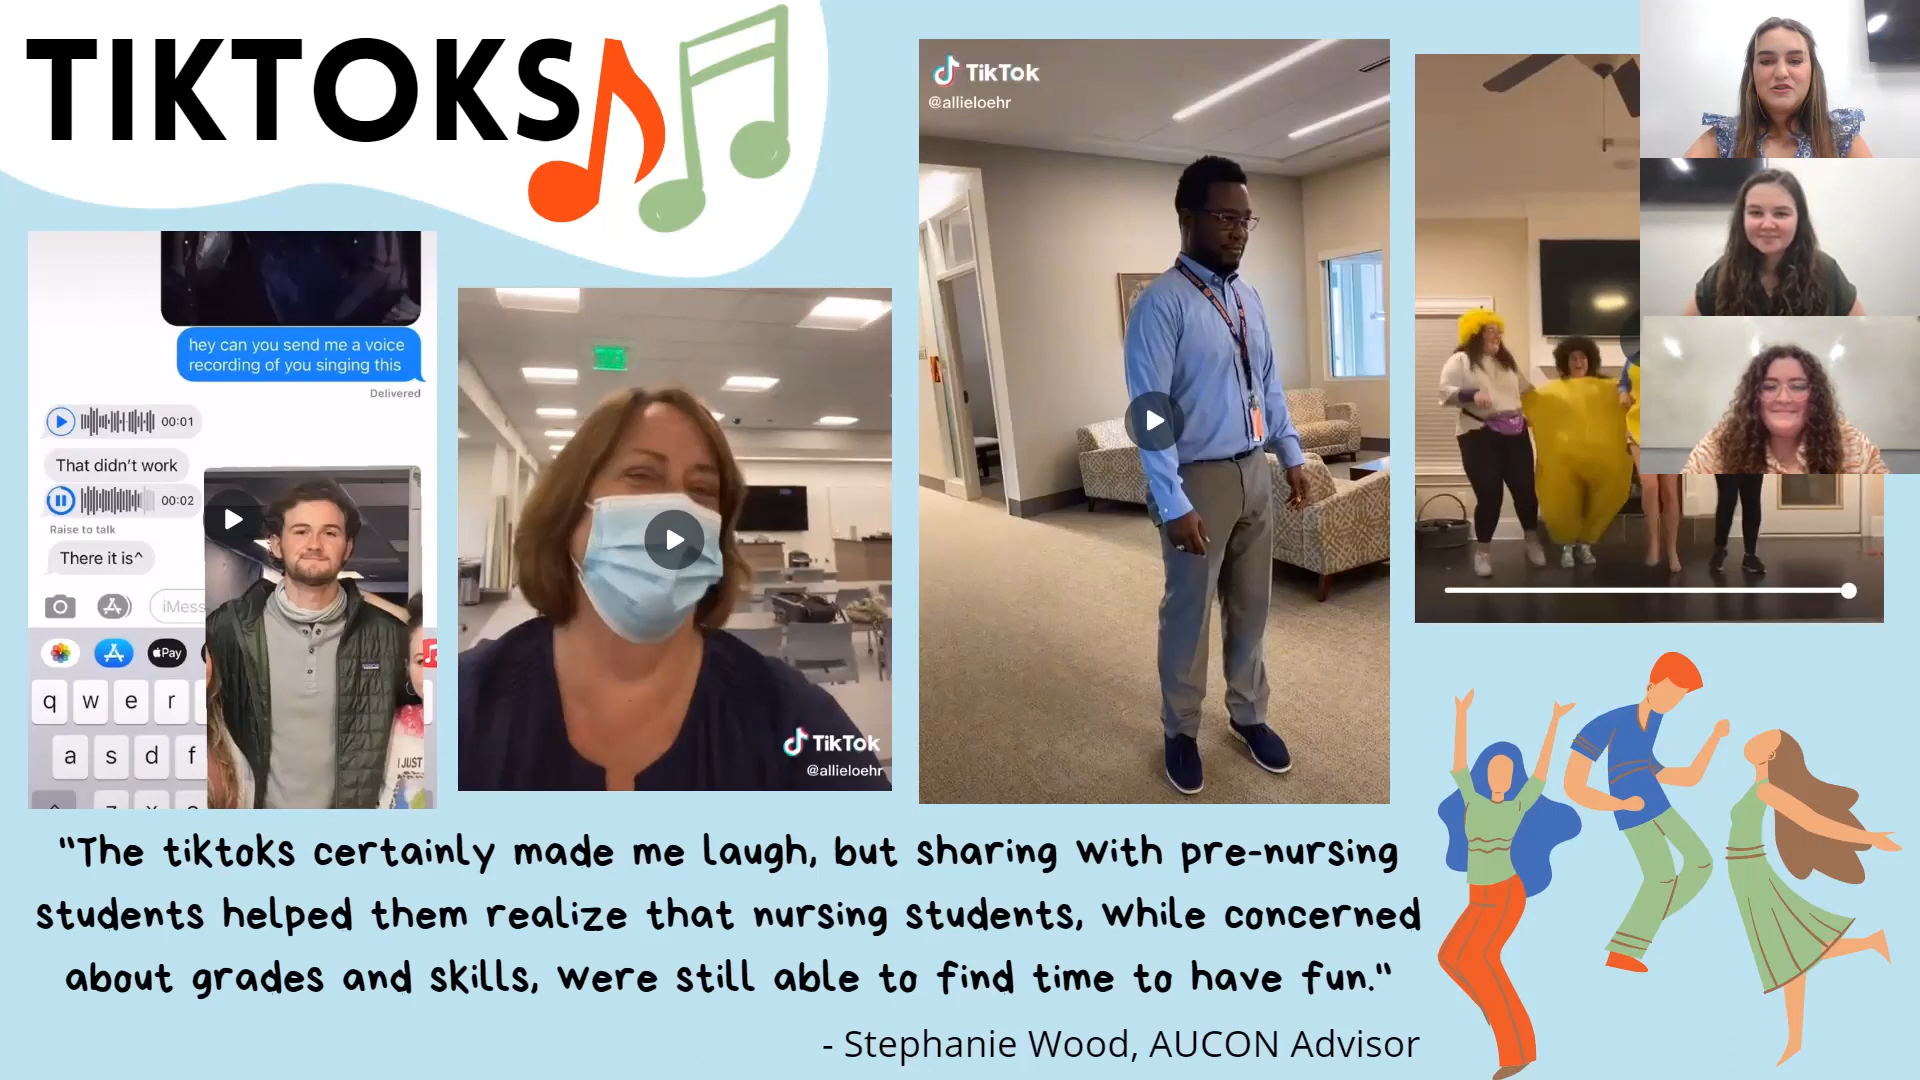 TIKTOKS
hey can you send me a voice
recording of you singing this
Delivered
00:01
That didn't work
00:02
Raise to talk
There it is^
iMess
Pay
q w e r
a s d f
z x c
I JUST
TikTok
@allieloehr
TikTok
@allieloehr
"The tiktoks certainly made me laugh, but sharing with pre-nursing
students helped them realize that nursing students, while concerned
about grades and skills, were still able to find time to have fun."
- Stephanie Wood, AUCON Advisor